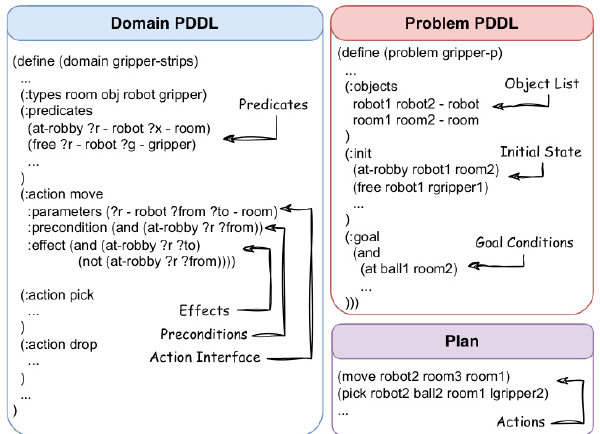 Domain PDDL
(define (domain gripper-strips)
...
(:types room obj robot gripper)
(:predicates
Predicates
(at-robby ?r - robot ?x - room)
(free ?r - robot ?g - gripper)
...
)
(:action move
:parameters (?r - robot ?from ?to - room)
:precondition (and (at-robby ?r ?from))
:effect (and (at-robby ?r ?to)
(not (at-robby ?r ?from))))
(:action pick
...
Effects
)
Preconditions
(:action drop
Action Interface
...
)
...
)
Problem PDDL
(define (problem gripper-p)
...
(:objects
Object List
robot1 robot2 - robot
room1 room2 - room
)
(:init
Initial State
(at-robby robot1 room2)
(free robot1 rgripper1)
...
)
(:goal
Goal Conditions
(and
(at ball1 room2)
...
)))
Plan
(move robot2 room3 room1)
(pick robot2 ball2 room1 lgripper2)
...
Actions